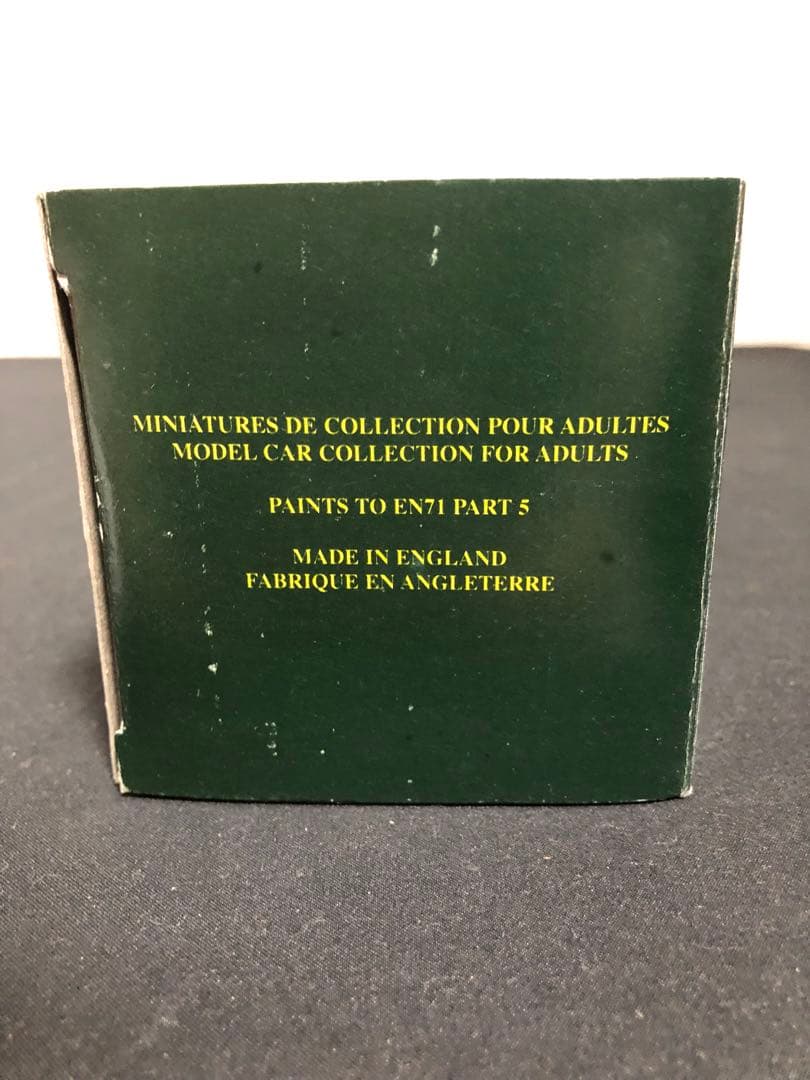 MINIATURES DE COLLECTION POUR ADULTES
MODEL CAR COLLECTION FOR ADULTS
PAINTS TO EN71 PART 5
MADE IN ENGLAND
FABRIQUE EN ANGLETERRE